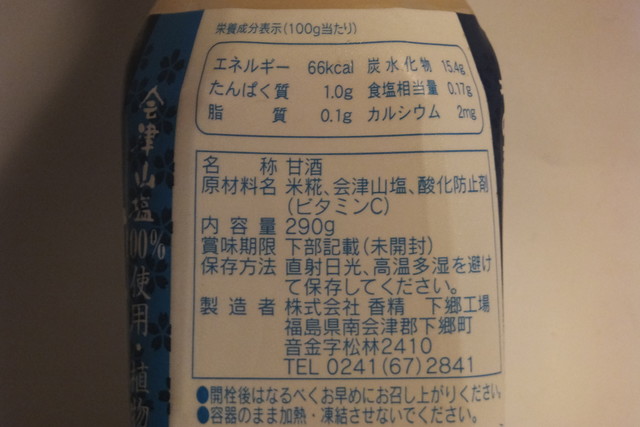 栄養成分表示(100g当たり)
エネルギー 66kcal 炭水化物 15.4g
たんぱく質 1.0g 食塩相当量 0.17g
脂 質 0.1g カルシウム 2mg
名 称 甘酒
原材料名 米糀、会津山塩、酸化防止剤
(ビタミンC)
内容量 290g
賞味期限 下部記載(未開封)
保存方法 直射日光、高温多湿を避け
て保存してください。
製造者 株式会社 香精 下郷工場
福島県南会津郡下郷町
音金字松林2410
TEL 0241(67)2841
●開栓後はなるべくお早めにお召し上がりください。
●容器のまま加熱・凍結させないでください。
会津山塩100%使用・植物